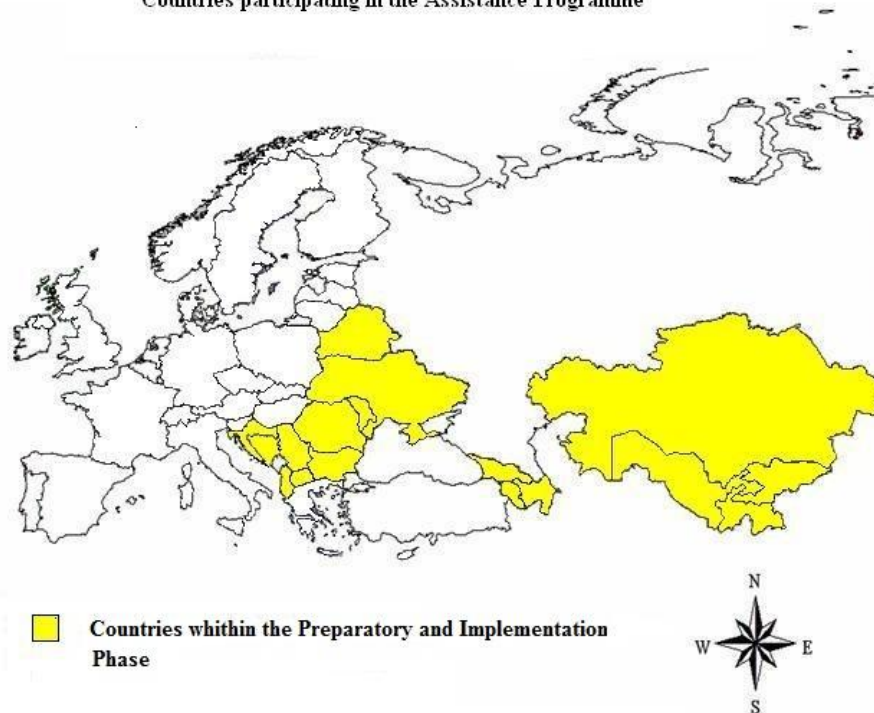 Countries participating in the Assistance Programme
N
W E
S
Countries whithin the Preparatory and Implementation
Phase